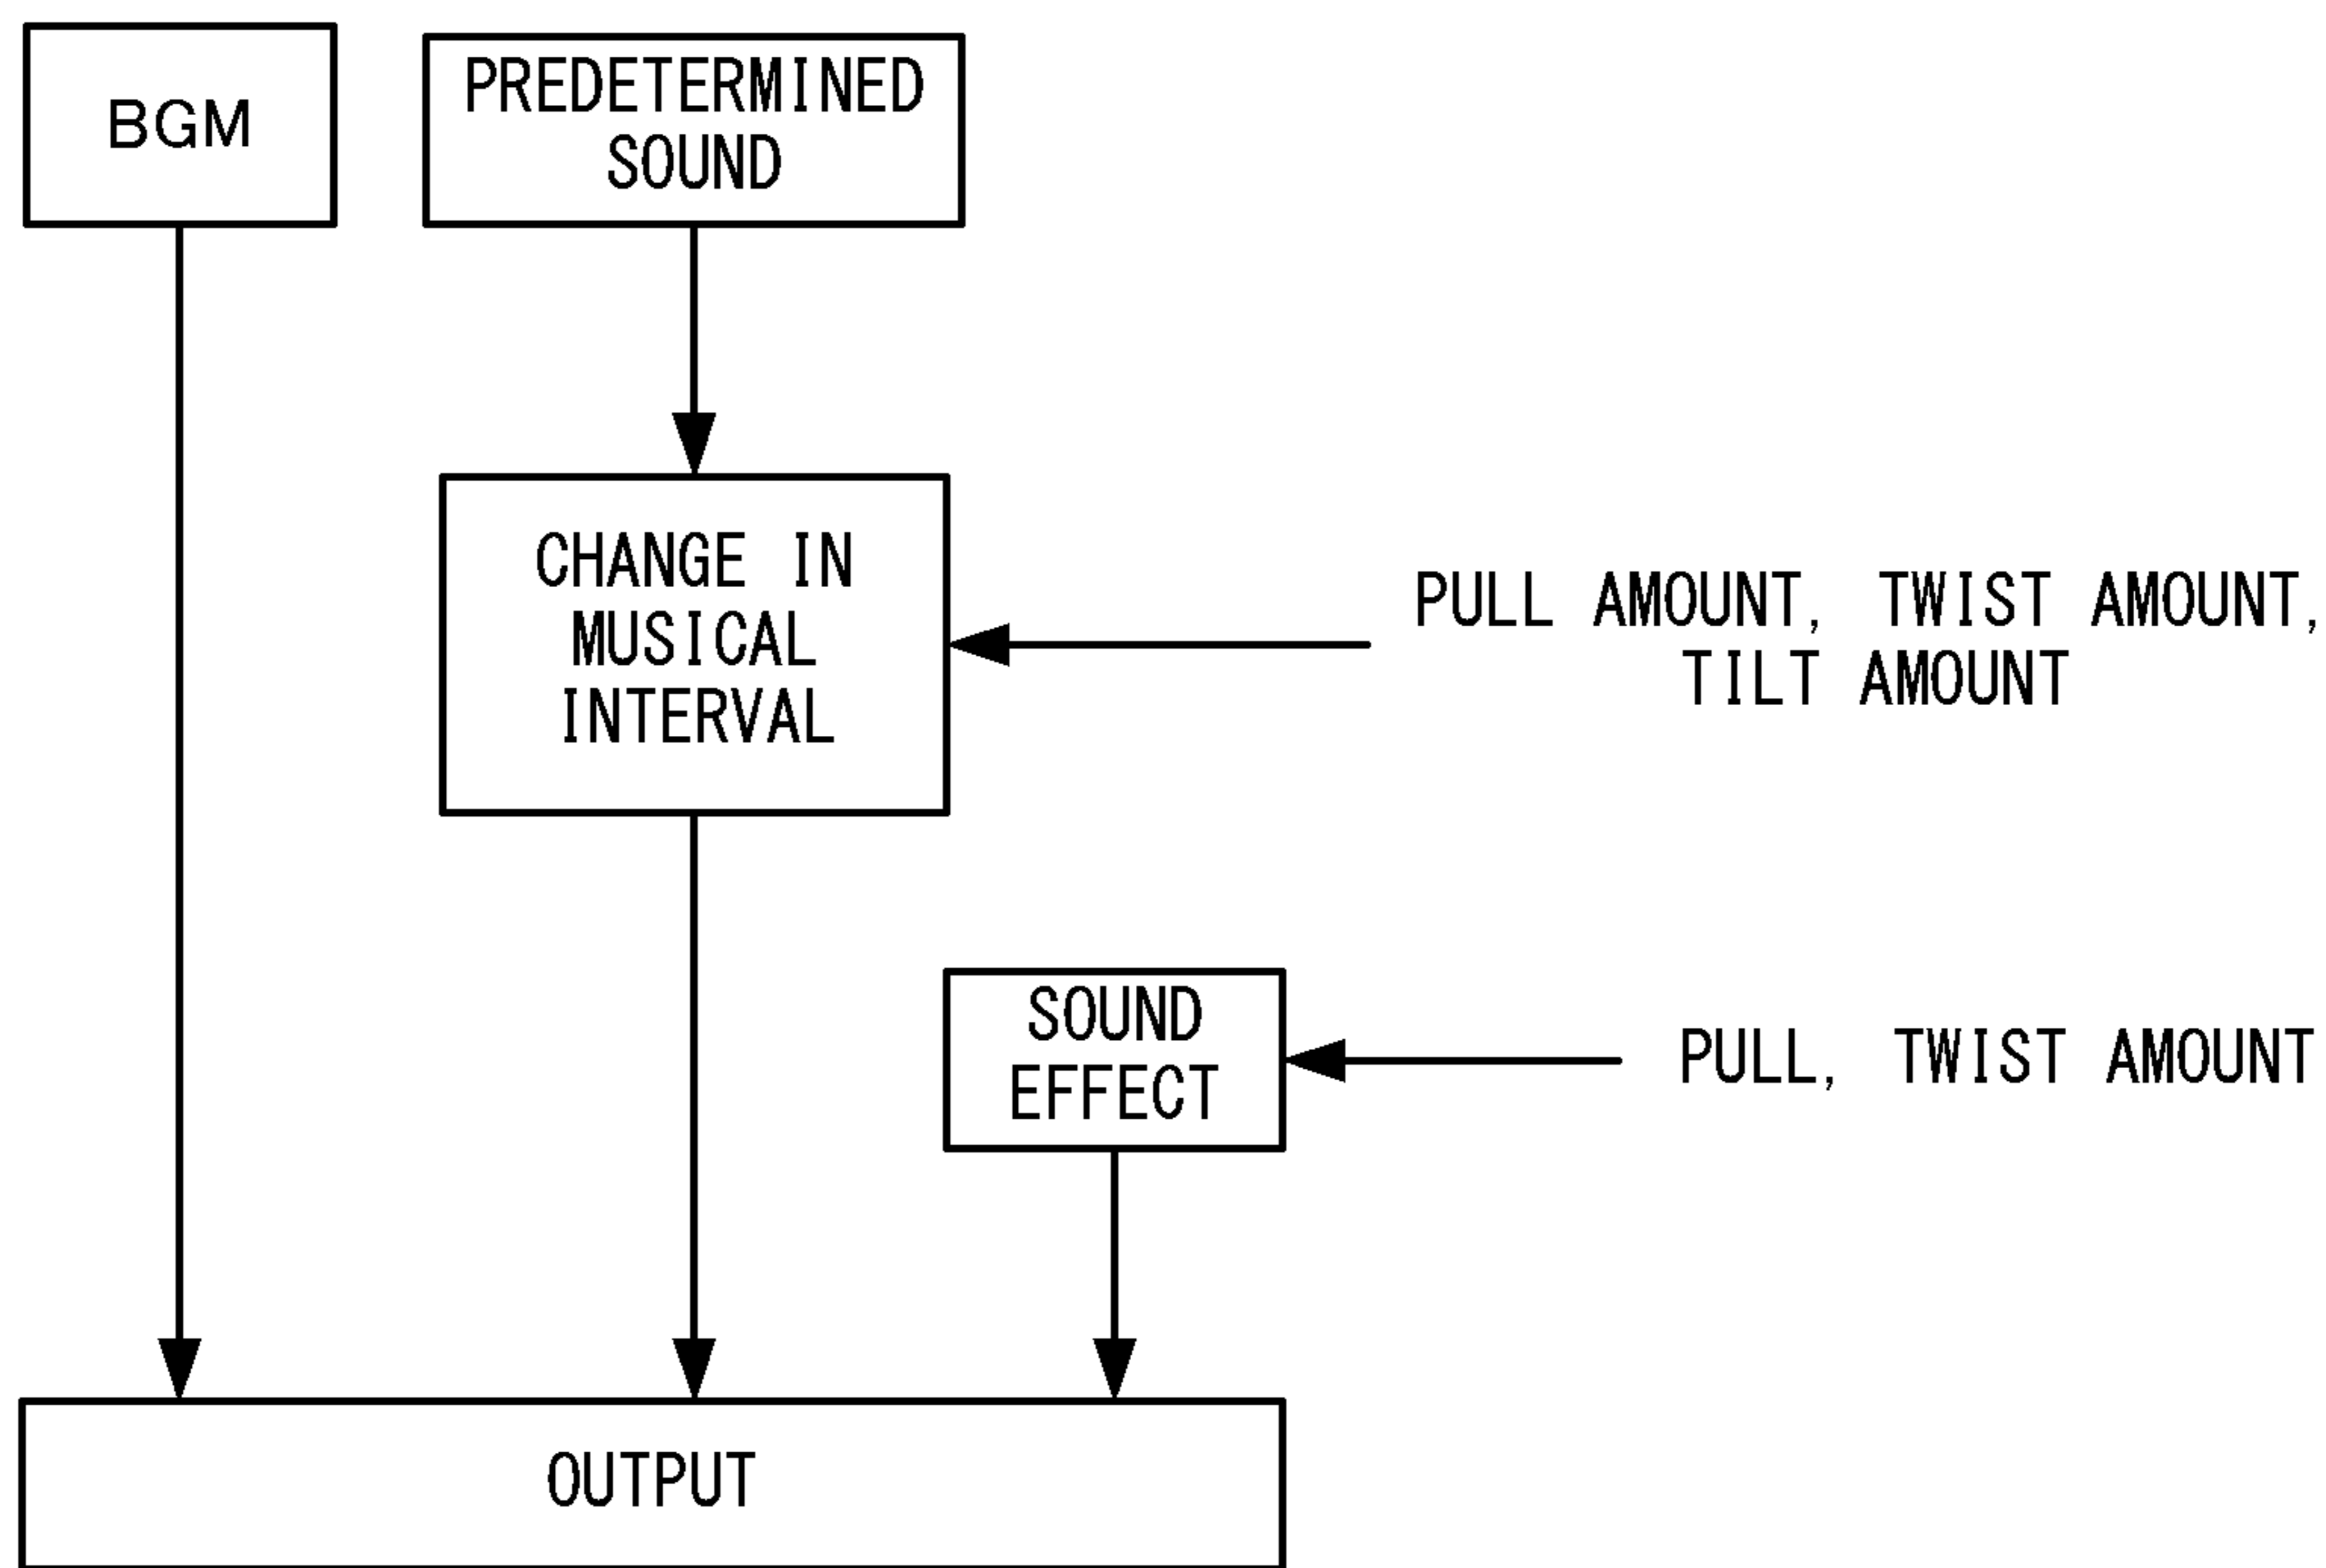 BGM
PREDETERMINED
SOUND
CHANGE IN
MUSICAL
INTERVAL
PULL AMOUNT, TWIST AMOUNT,
TILT AMOUNT
SOUND
EFFECT
PULL, TWIST AMOUNT
OUTPUT